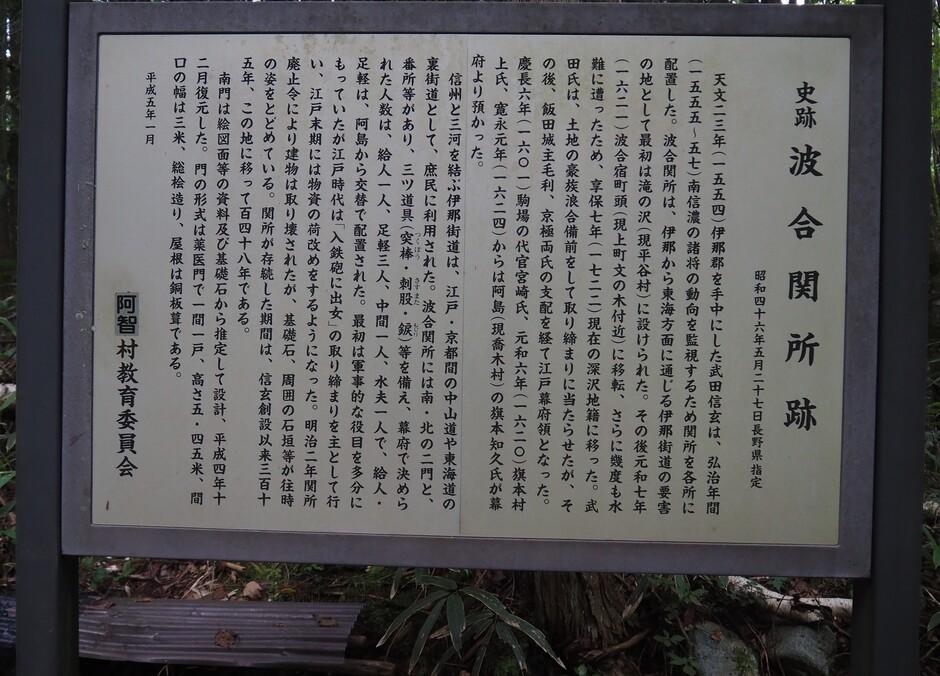 史跡 波合関所跡
昭和四十六年五月二十七日長野県指定
天文二三年(一五五四)伊那郡を手中にした武田信玄は、弘治年間
(一五五五~五七)南信濃の諸将の動向を監視するため関所を各所に
配置した。波合関所は、伊那から東海方面に通じる伊那街道の要害
の地として最初は滝の沢(現平谷村)に設けられた。その後元和七年
(一六二一)波合宿町頭(現上町文の木付近)に移転、さらに幾度も水
難に遭ったため、享保七年(一七二二)現在の深沢地籍に移った。武
田氏は、土地の豪族浪合備前をして取り締まりに当たらせたが、そ
の後、飯田城主毛利、京極両氏の支配を経て江戸幕府領となった。
慶長六年(一六〇一)駒場の代官宮崎氏、元和六年(一六二〇)旗本村
上氏、寛永元年(一六二四)からは阿島(現喬木村)の旗本知久氏が幕
府より預かった。
信州と三河を結ぶ伊那街道は、江戸・京都間の中山道や東海道の
裏街道として、庶民に利用された。波合関所には南・北の二門と、
番所等があり、三ツ道具(突棒・刺股・錑)等を備え、幕府で決めら
つくぼう さすまた もじり
れた人数は、給人一人、足軽三人、中間一人、水夫一人で、給人・
足軽は、阿島から交替で配置された。最初は軍事的な役目を多分に
もっていたが江戸時代は「入鉄砲に出女」の取り締まりを主として行
い、江戸末期には物資の荷改めをするようになった。明治二年関所
廃止令により建物は取り壊されたが、基礎石、周囲の石垣等が往時
の姿をとどめている。関所が存続した期間は、信玄創設以来三百十
五年、この地に移って百四十八年である。
南門は絵図面等の資料及び基礎石から推定して設計、平成四年十
二月復元した。門の形式は薬医門で一間一戸、高さ五・四五米、間
口の幅は三米、総桧造り、屋根は銅板葺である。
平成五年一月
阿智村教育委員会